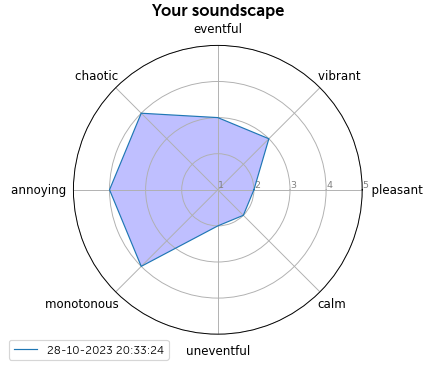 Your soundscape
eventful
chaotic
vibrant
annoying
1 2 3 4 5
pleasant
monotonous
calm
uneventful
28-10-2023 20:33:24